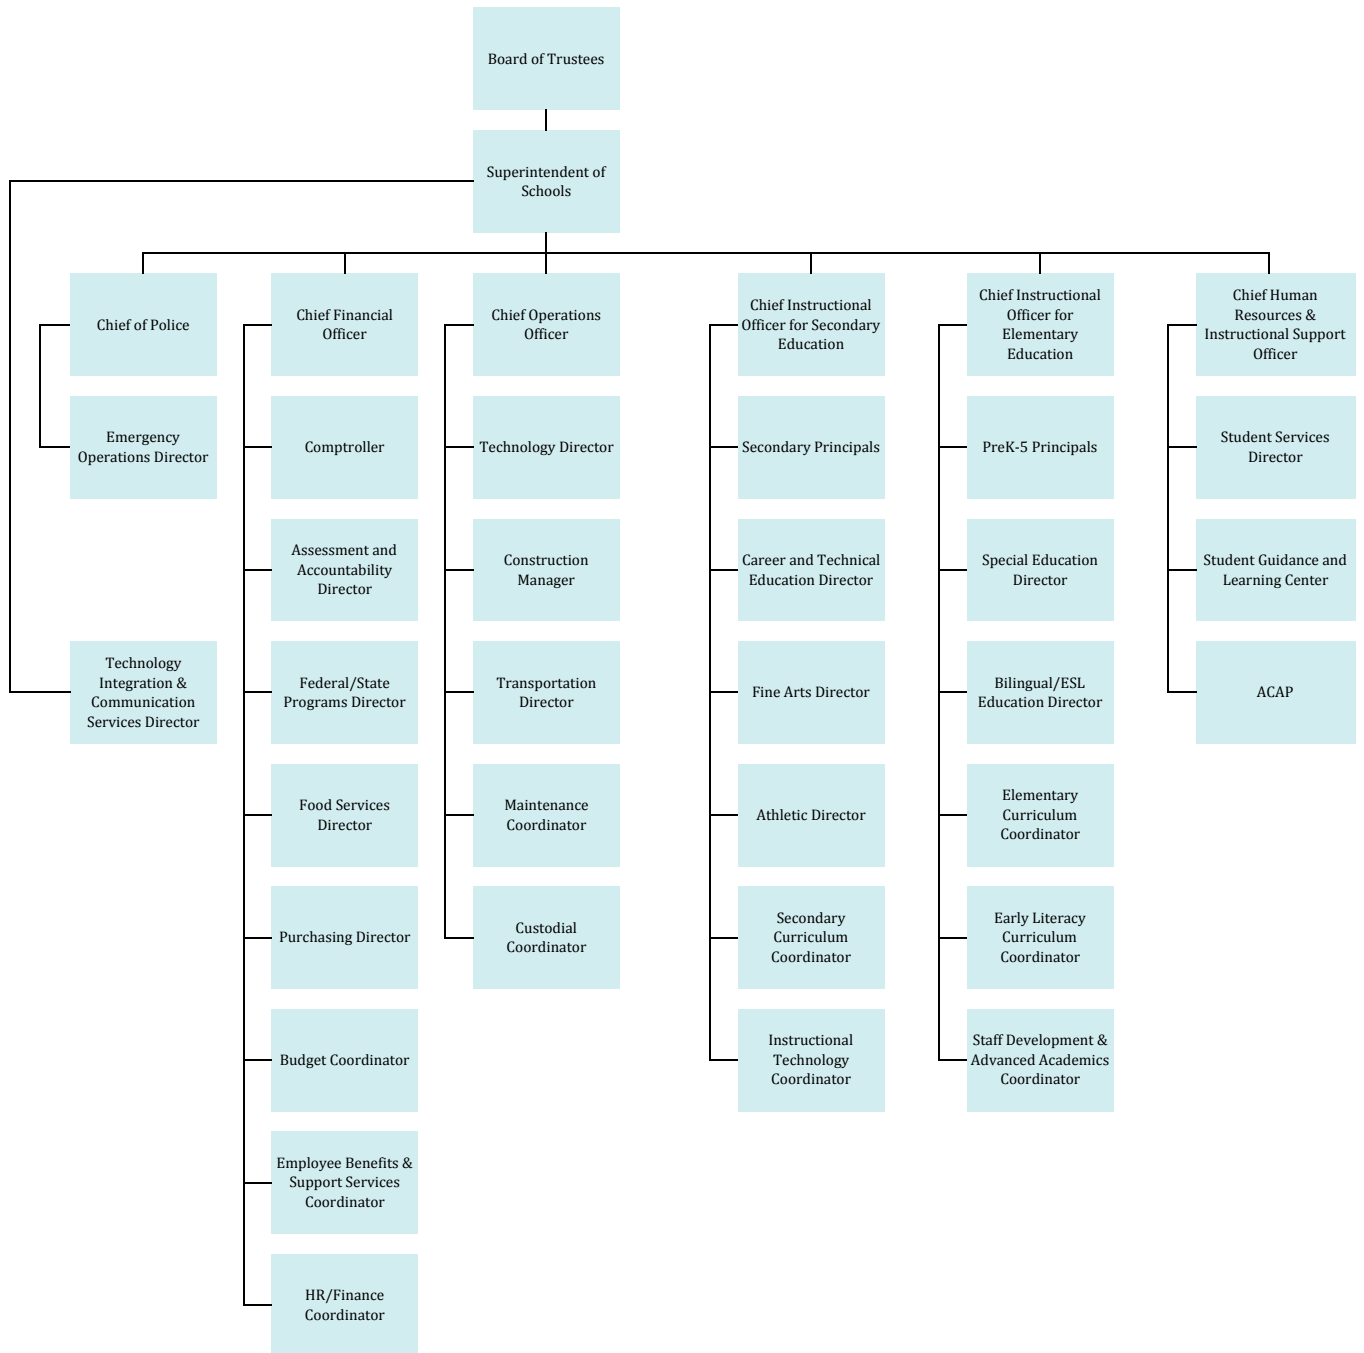 Board of Trustees
Superintendent of
Schools
Chief of Police
Chief Financial
Officer
Chief Operations
Officer
Chief Instructional
Officer for Secondary
Education
Chief Instructional
Officer for
Elementary
Education
Chief Human
Resources &
Instructional Support
Officer
Emergency
Operations Director
Comptroller
Technology Director
Secondary Principals
PreK-5 Principals
Student Services
Director
Assessment and
Accountability
Director
Construction
Manager
Career and Technical
Education Director
Special Education
Director
Student Guidance and
Learning Center
Technology
Integration &
Communication
Services Director
Federal/State
Programs Director
Transportation
Director
Fine Arts Director
Bilingual/ESL
Education Director
ACAP
Food Services
Director
Maintenance
Coordinator
Athletic Director
Elementary
Curriculum
Coordinator
Purchasing Director
Custodial
Coordinator
Secondary
Curriculum
Coordinator
Early Literacy
Curriculum
Coordinator
Budget Coordinator
Instructional
Technology
Coordinator
Staff Development &
Advanced Academics
Coordinator
Employee Benefits &
Support Services
Coordinator
HR/Finance
Coordinator